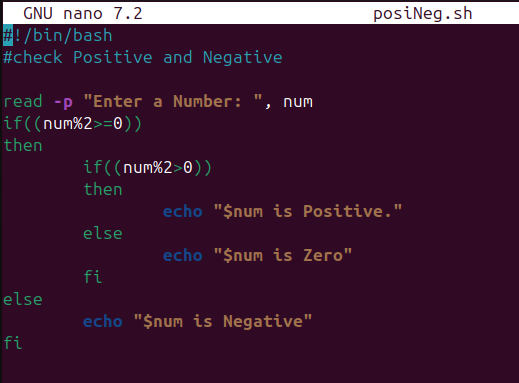 GNU nano 7.2 posiNeg.sh
#!/bin/bash
#check Positive and Negative
read -p "Enter a Number: ", num
if((num%2>=0))
then
if((num%2>0))
then
echo "$num is Positive."
else
echo "$num is Zero"
fi
else
echo "$num is Negative"
fi